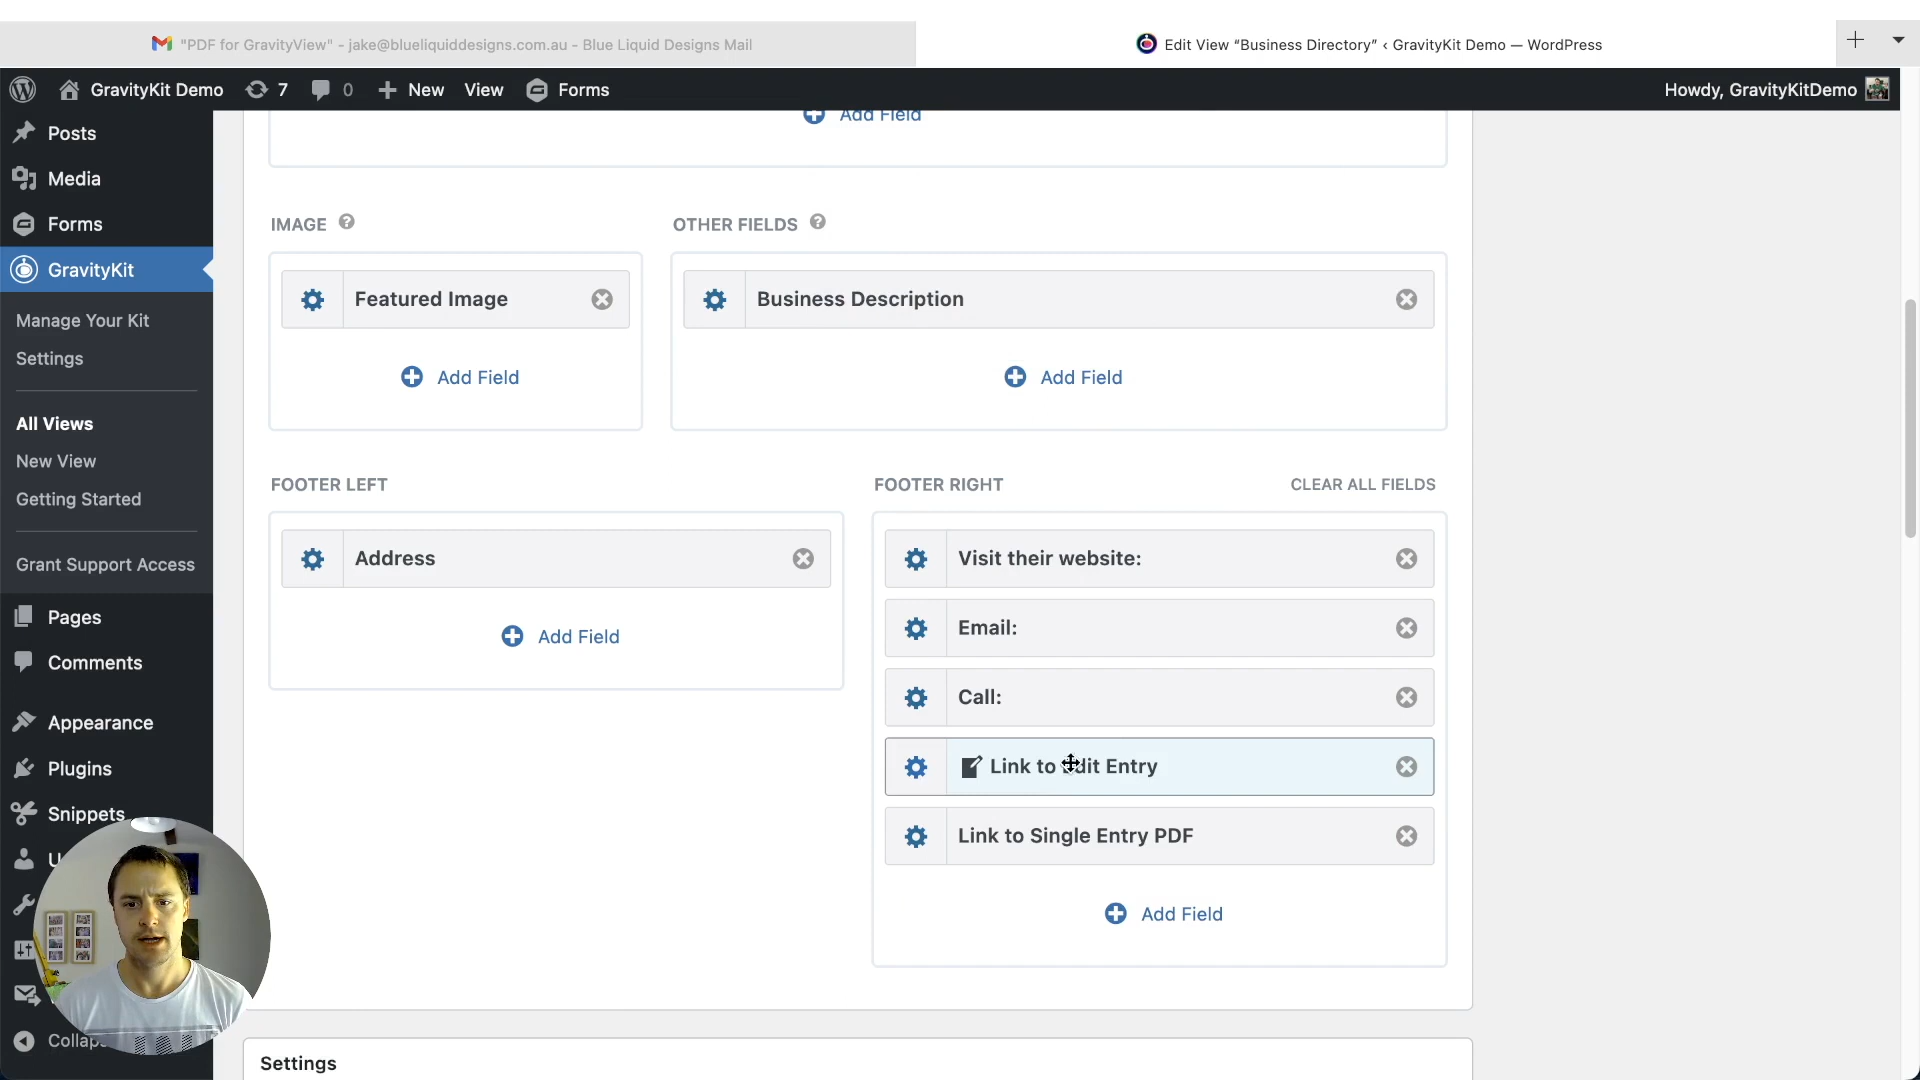 "PDF for GravityView" - jake@blueliquiddesigns.com.au - Blue Liquid Designs Mail
Edit View “Business Directory” ‹ GravityKit Demo — WordPress
GravityKit Demo 7 0 New View Forms
Howdy, GravityKitDemo
Posts
Media
Forms
GravityKit
Manage Your Kit
Settings
All Views
New View
Getting Started
Grant Support Access
Pages
Comments
Appearance
Plugins
Snippets
Add Field
IMAGE
Featured Image
Add Field
OTHER FIELDS
Business Description
Add Field
FOOTER LEFT
Address
Add Field
FOOTER RIGHT
CLEAR ALL FIELDS
Visit their website:
Email:
Call:
Link to Edit Entry
Link to Single Entry PDF
Add Field
Settings